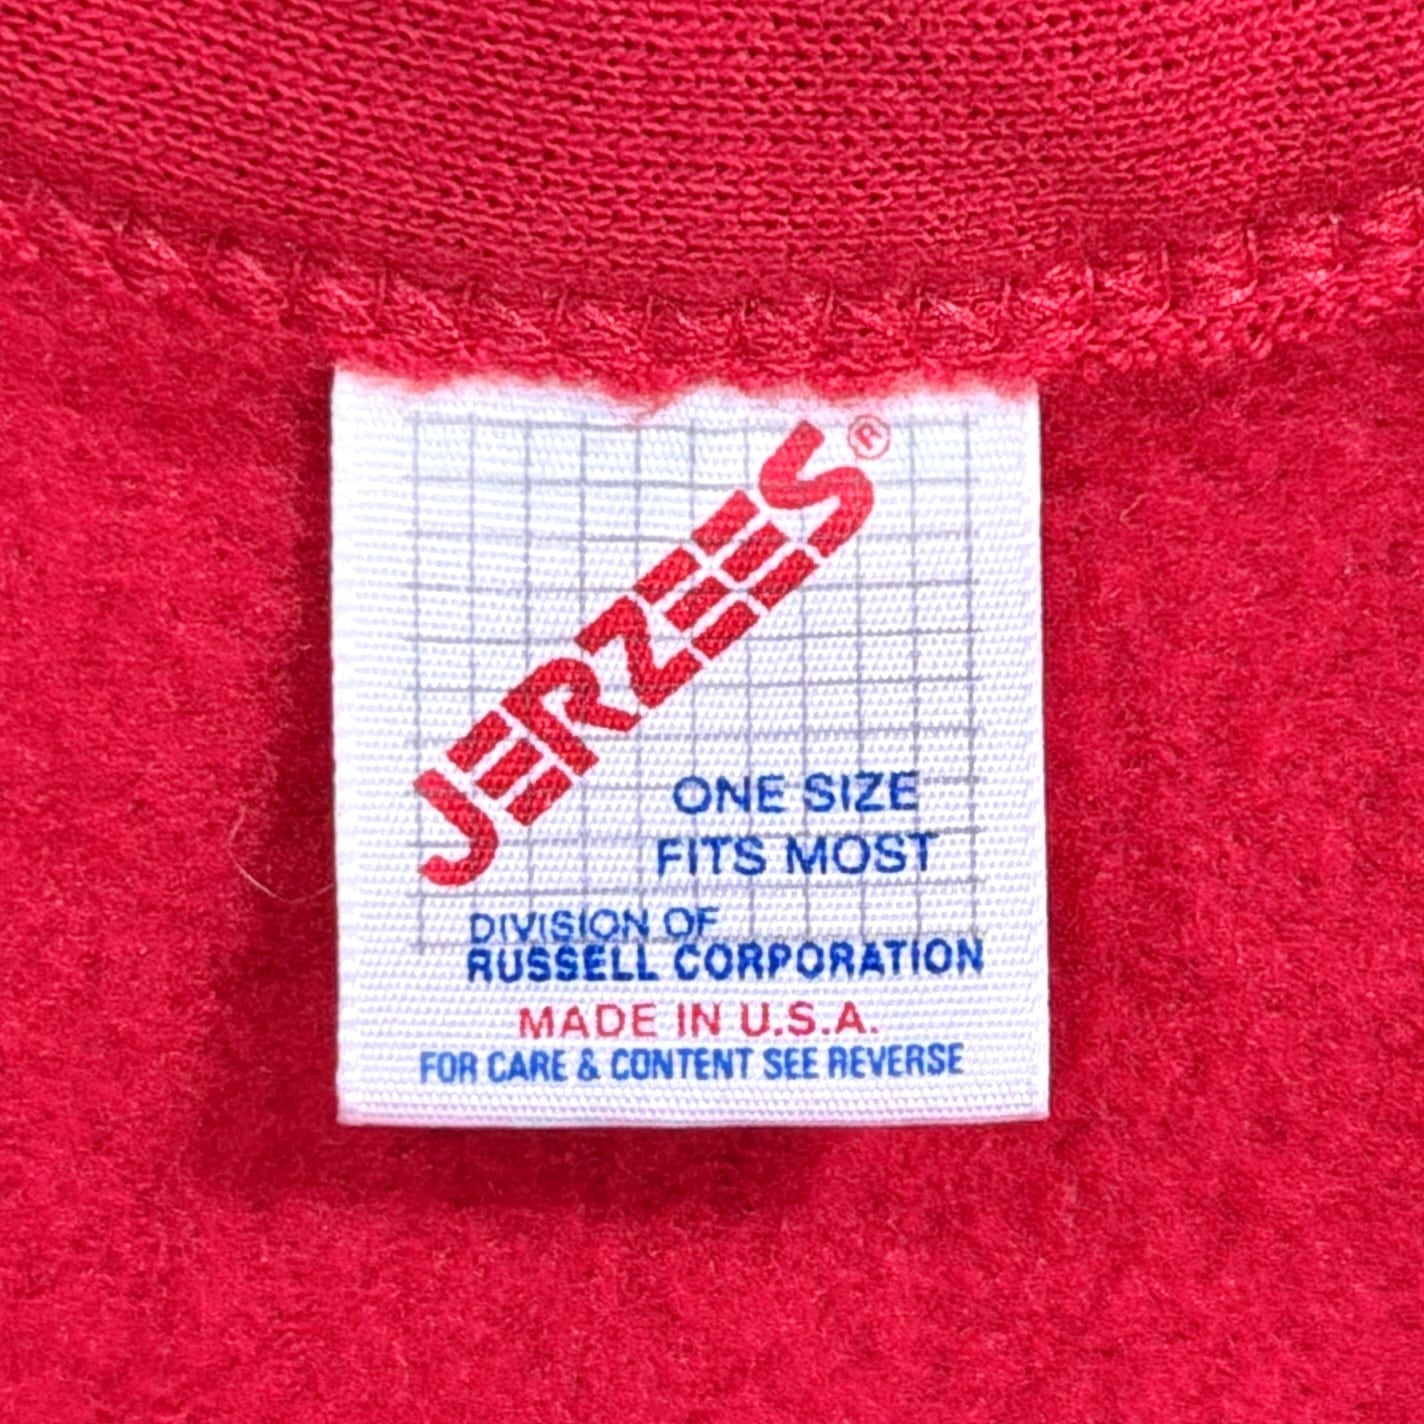 JERZEES®
ONE SIZE
FITS MOST
DIVISION OF
RUSSELL CORPORATION
MADE IN U.S.A.
FOR CARE & CONTENT SEE REVERSE